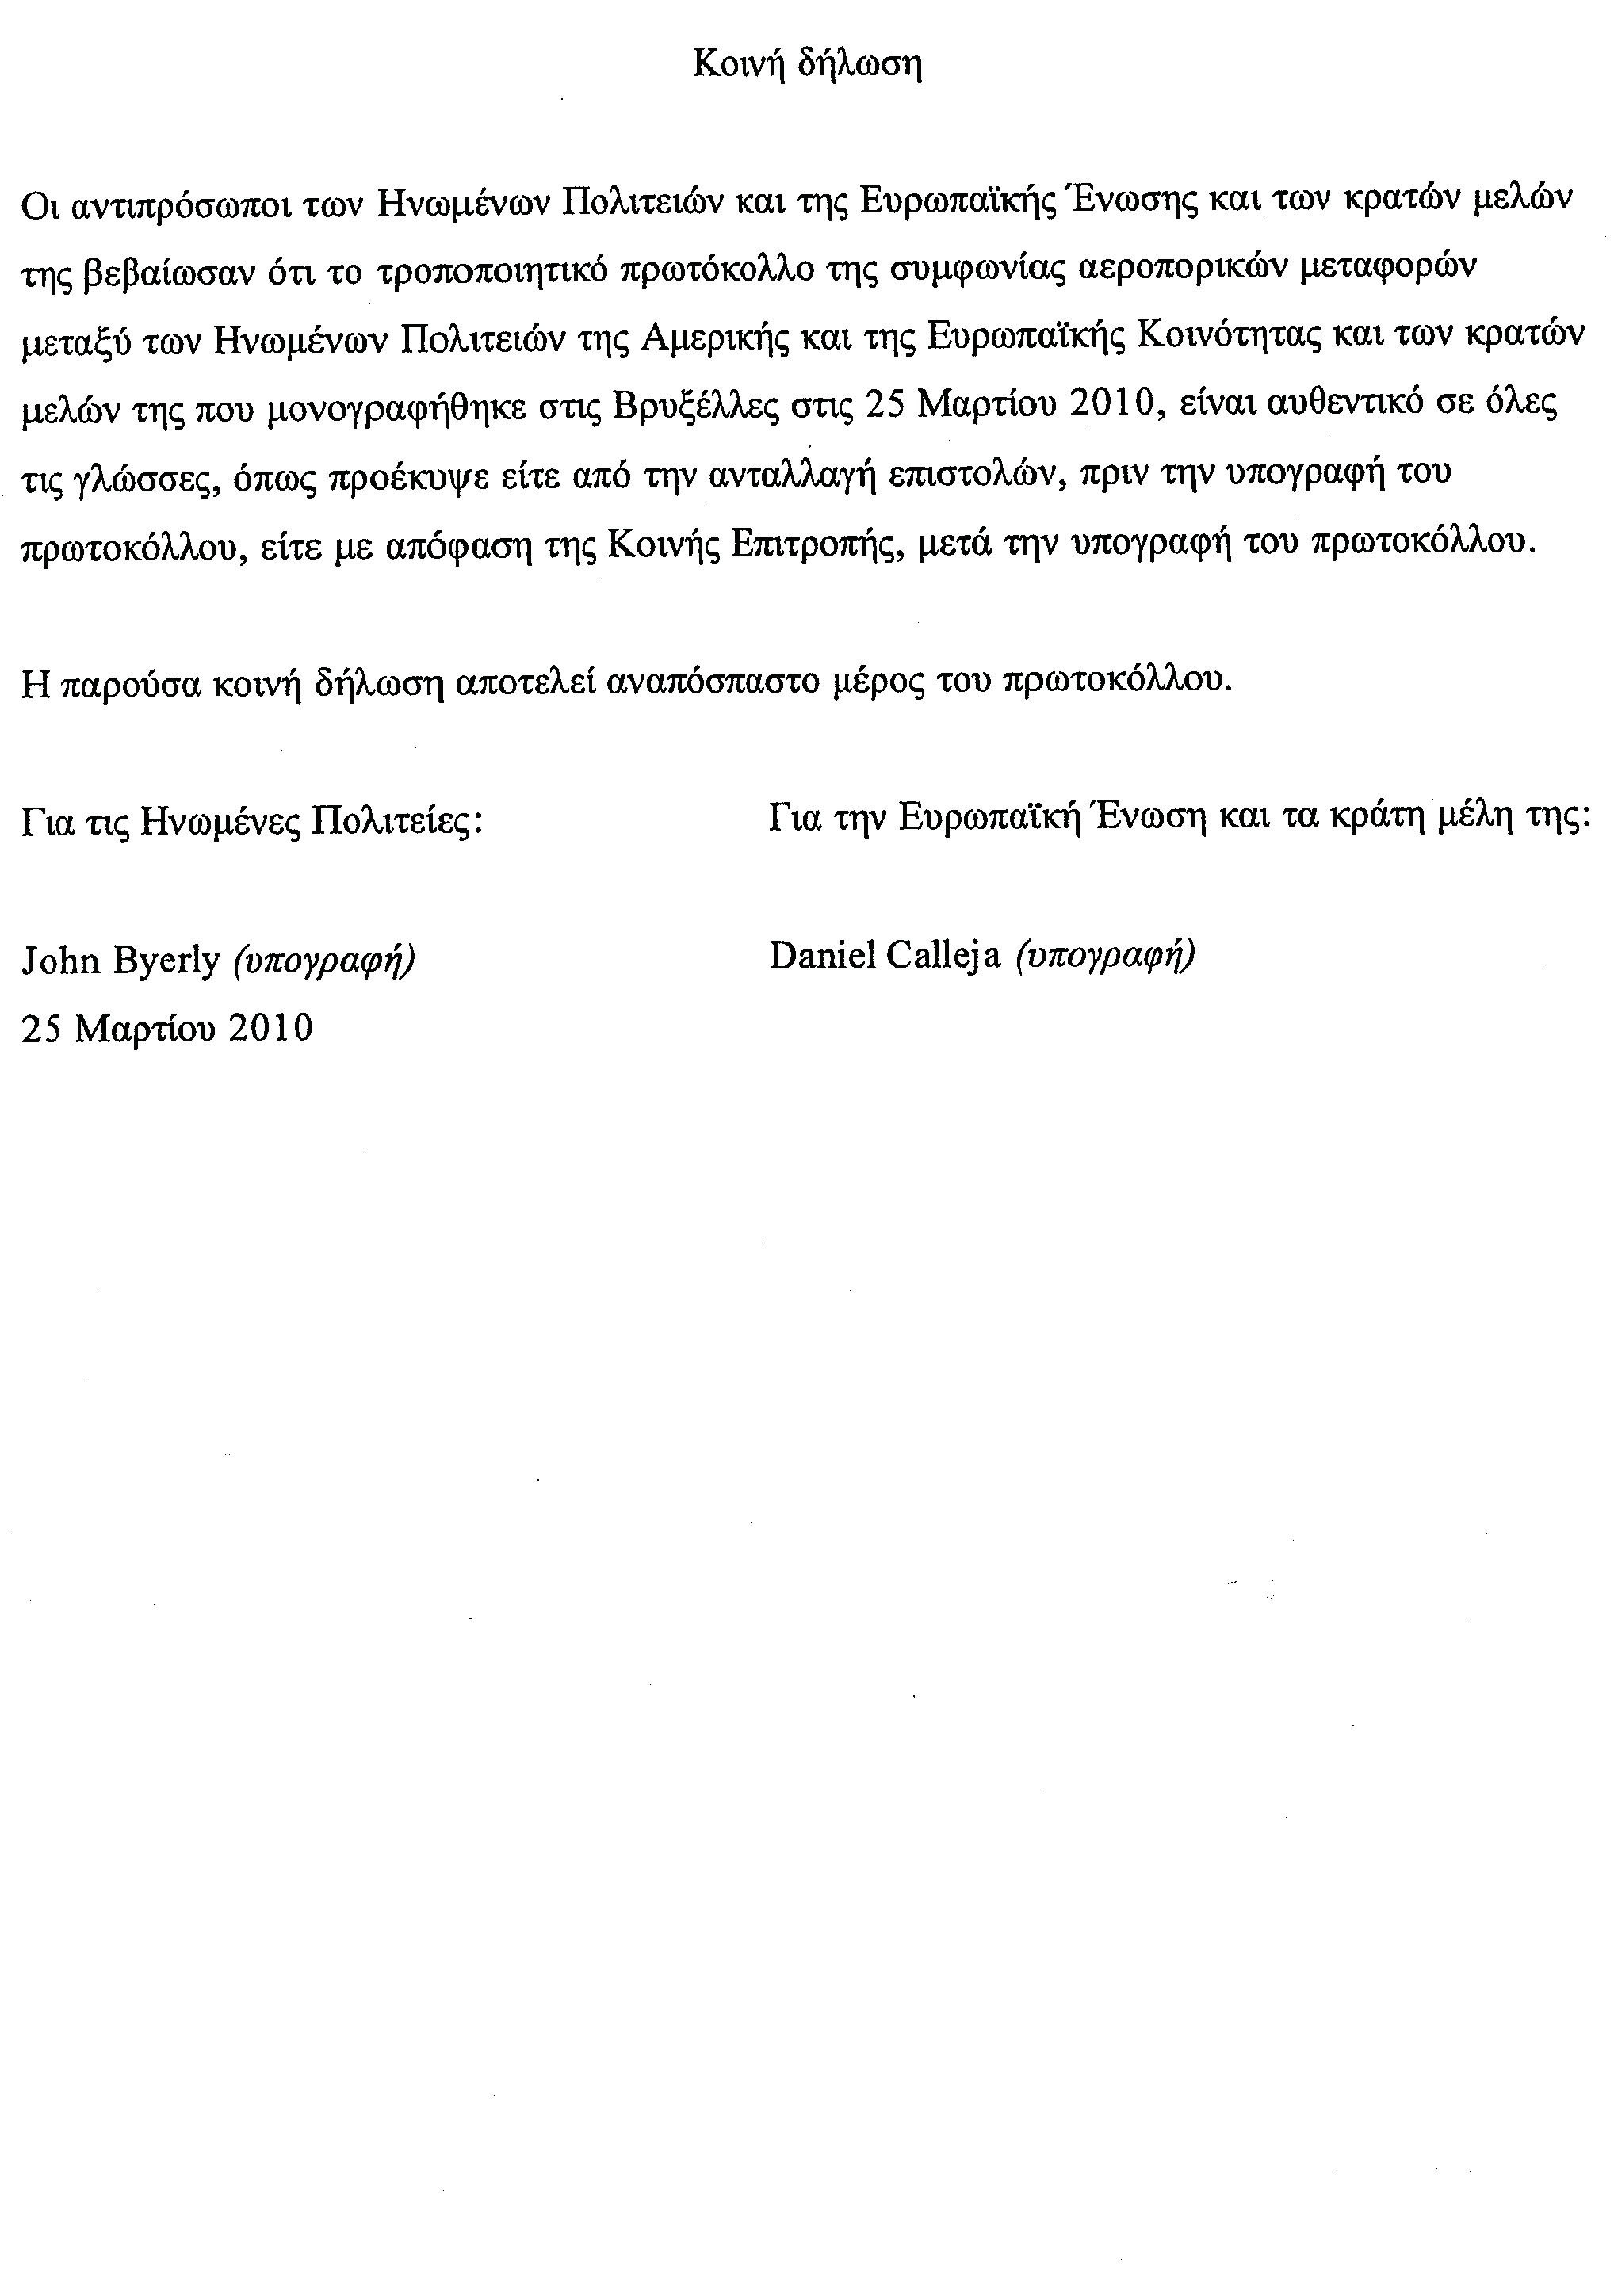 Κοινή δήλωση
Οι αντιπρόσωποι των Ηνωμένων Πολιτειών και της Ευρωπαϊκής Ένωσης και των κρατών μελών
της βεβαίωσαν ότι το τροποποιητικό πρωτόκολλο της συμφωνίας αεροπορικών μεταφορών
μεταξύ των Ηνωμένων Πολιτειών της Αμερικής και της Ευρωπαϊκής Κοινότητας και των κρατών
μελών της που μονογραφήθηκε στις Βρυξέλλες στις 25 Μαρτίου 2010, είναι αυθεντικό σε όλες
τις γλώσσες, όπως προέκυψε είτε από την ανταλλαγή επιστολών, πριν την υπογραφή του
πρωτοκόλλου, είτε με απόφαση της Κοινής Επιτροπής, μετά την υπογραφή του πρωτοκόλλου.
Η παρούσα κοινή δήλωση αποτελεί αναπόσπαστο μέρος του πρωτοκόλλου.
Για τις Ηνωμένες Πολιτείες: Για την Ευρωπαϊκή Ένωση και τα κράτη μέλη της:
John Byerly (υπογραφή) Daniel Calleja (υπογραφή)
25 Μαρτίου 2010